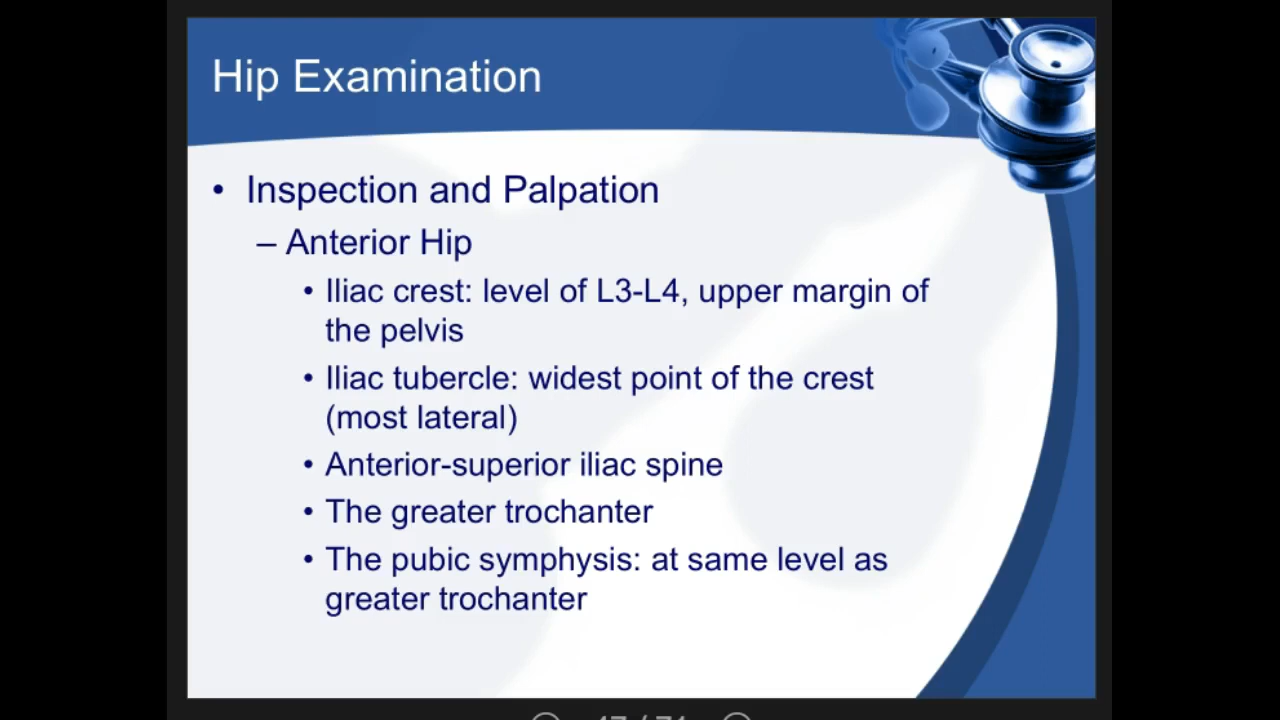 Hip Examination
• Inspection and Palpation
– Anterior Hip
• Iliac crest: level of L3-L4, upper margin of
the pelvis
• Iliac tubercle: widest point of the crest
(most lateral)
• Anterior-superior iliac spine
• The greater trochanter
• The pubic symphysis: at same level as
greater trochanter